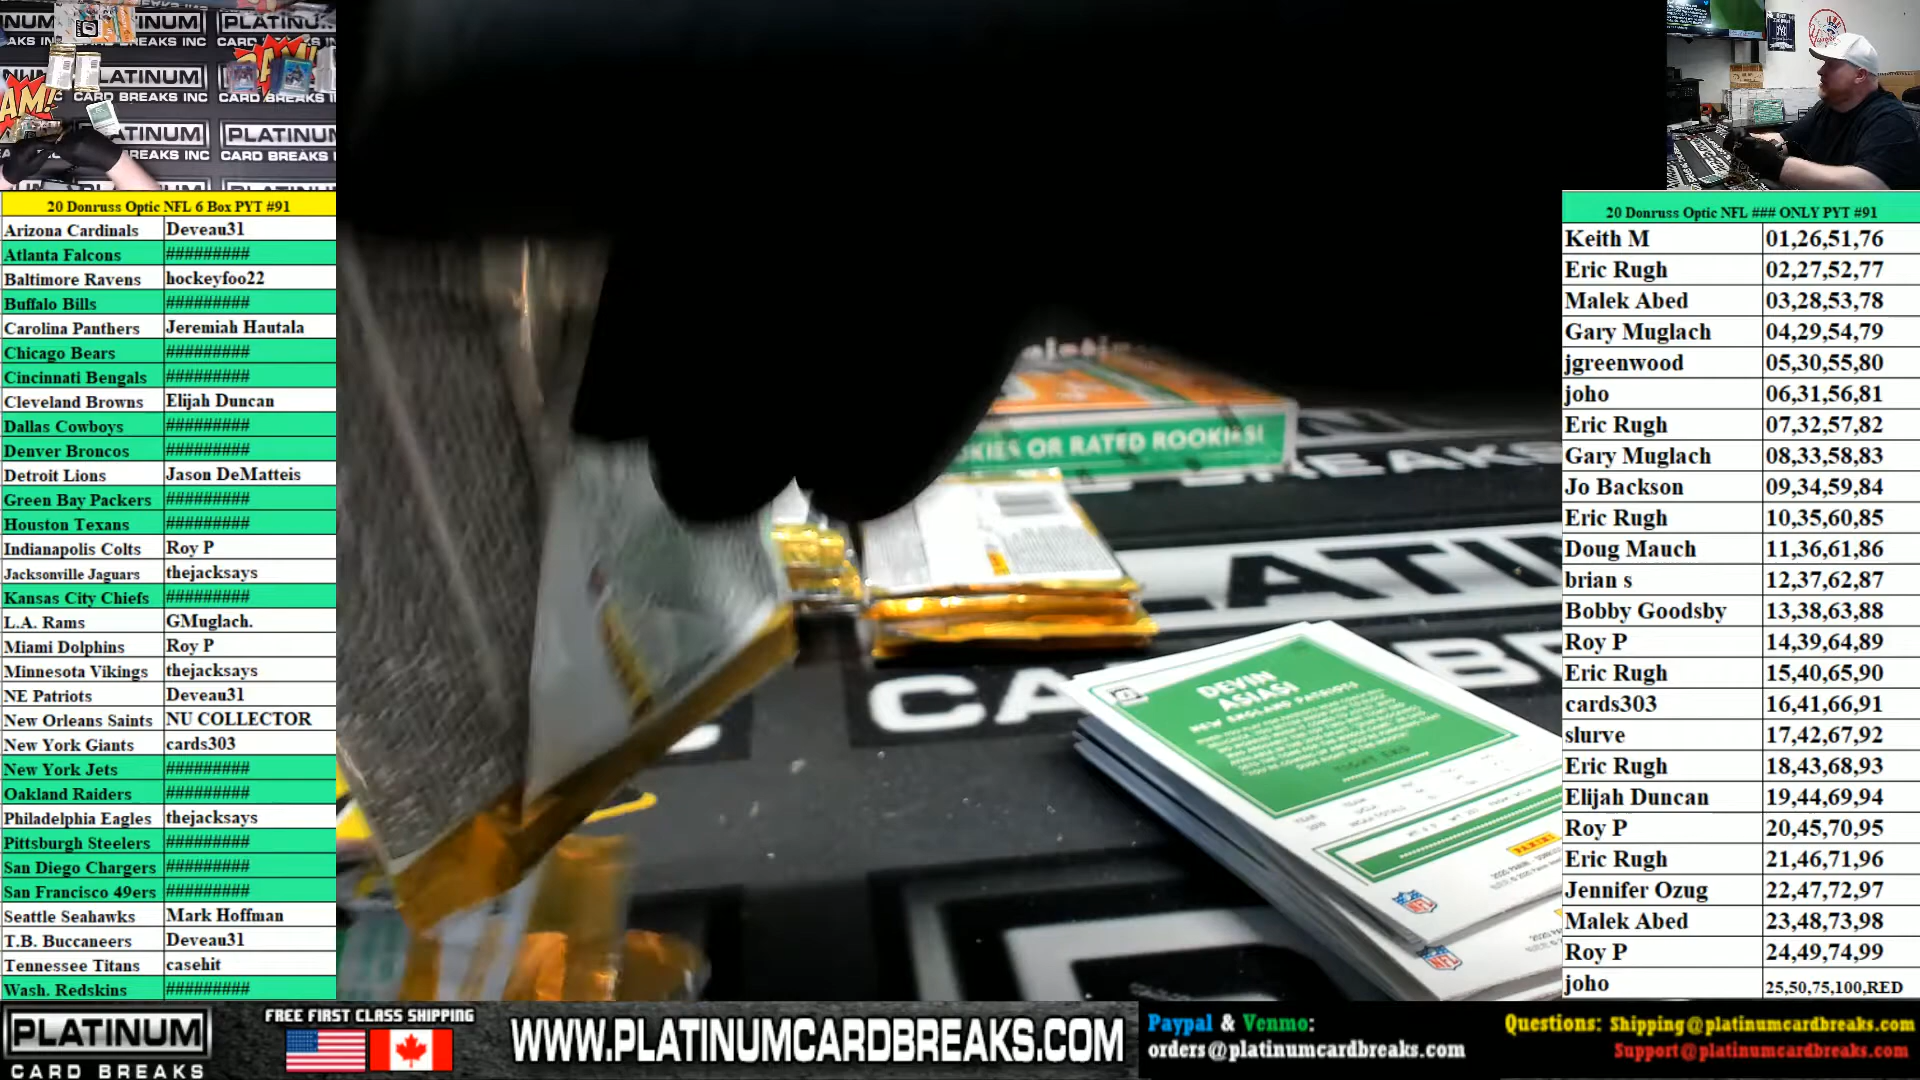 PLATINUM
CARD BREAKS INC
20 Donruss Optic NFL 6 Box PYT #91
Arizona Cardinals Deveau31
Atlanta Falcons #########
Baltimore Ravens hockeyfoo22
Buffalo Bills #########
Carolina Panthers Jeremiah Hautala
Chicago Bears #########
Cincinnati Bengals #########
Cleveland Browns Elijah Duncan
Dallas Cowboys #########
Denver Broncos #########
Detroit Lions Jason DeMatteis
Green Bay Packers #########
Houston Texans #########
Indianapolis Colts Roy P
Jacksonville Jaguars thejacksays
Kansas City Chiefs #########
L.A. Rams GMuglach.
Miami Dolphins Roy P
Minnesota Vikings thejacksays
NE Patriots Deveau31
New Orleans Saints NU COLLECTOR
New York Giants cards303
New York Jets #########
Oakland Raiders #########
Philadelphia Eagles thejacksays
Pittsburgh Steelers #########
San Diego Chargers #########
San Francisco 49ers #########
Seattle Seahawks Mark Hoffman
T.B. Buccaneers Deveau31
Tennessee Titans casehit
Wash. Redskins #########
OR RATED ROOKIES!
DEVIN
ASIASI
NEW ENGLAND PATRIOTS
TIGHT END
PANINI
NFL
NFL
20 Donruss Optic NFL ### ONLY PYT #91
Keith M 01,26,51,76
Eric Rugh 02,27,52,77
Malek Abed 03,28,53,78
Gary Muglach 04,29,54,79
jgreenwood 05,30,55,80
joho 06,31,56,81
Eric Rugh 07,32,57,82
Gary Muglach 08,33,58,83
Jo Backson 09,34,59,84
Eric Rugh 10,35,60,85
Doug Mauch 11,36,61,86
brian s 12,37,62,87
Bobby Goodsby 13,38,63,88
Roy P 14,39,64,89
Eric Rugh 15,40,65,90
cards303 16,41,66,91
slurve 17,42,67,92
Eric Rugh 18,43,68,93
Elijah Duncan 19,44,69,94
Roy P 20,45,70,95
Eric Rugh 21,46,71,96
Jennifer Ozug 22,47,72,97
Malek Abed 23,48,73,98
Roy P 24,49,74,99
joho 25,50,75,100,RED
PLATINUM
CARD BREAKS
FREE FIRST CLASS SHIPPING
WWW.PLATINUMCARDBREAKS.COM
Paypal & Venmo:
orders@platinumcardbreaks.com
Questions: Shipping@platinumcardbreaks.com
Support@platinumcardbreaks.com